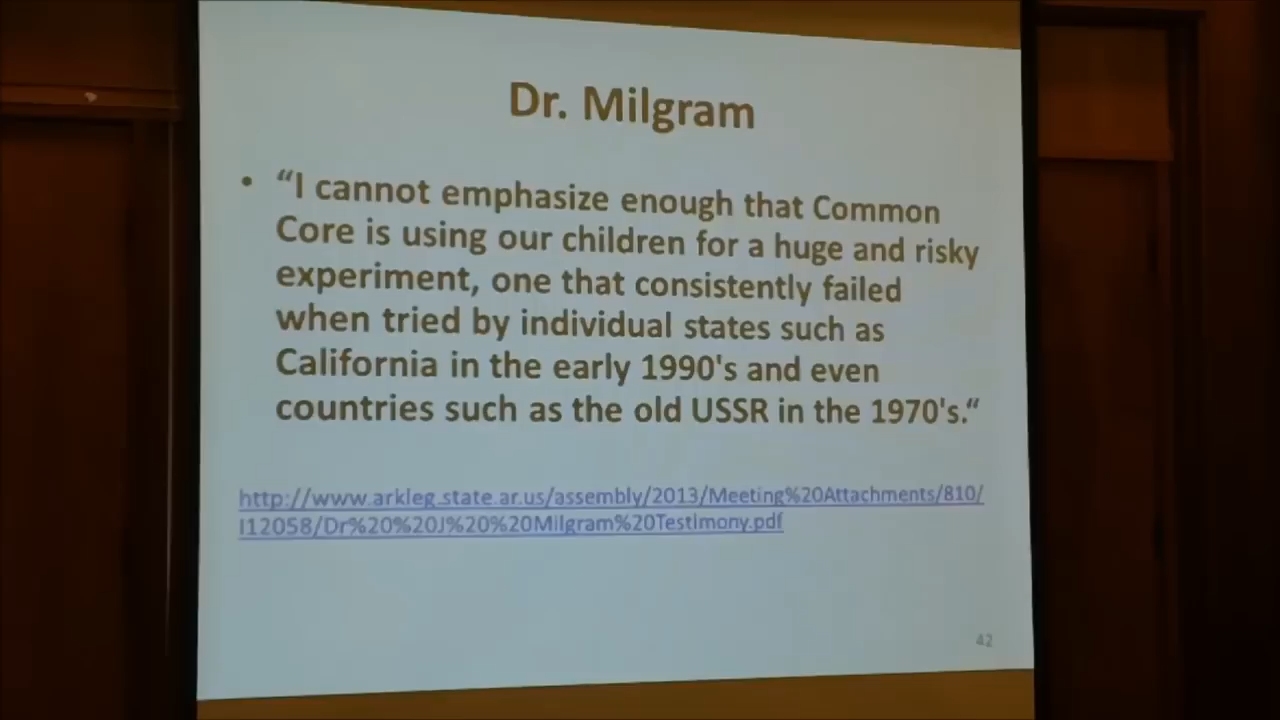 Dr. Milgram
• “I cannot emphasize enough that Common
Core is using our children for a huge and risky
experiment, one that consistently failed
when tried by individual states such as
California in the early 1990's and even
countries such as the old USSR in the 1970's.“
http://www.arkleg.state.ar.us/assembly/2013/Meeting%20Attachments/810/
I12058/Dr%20%20J%20%20Milgram%20Testimony.pdf
42